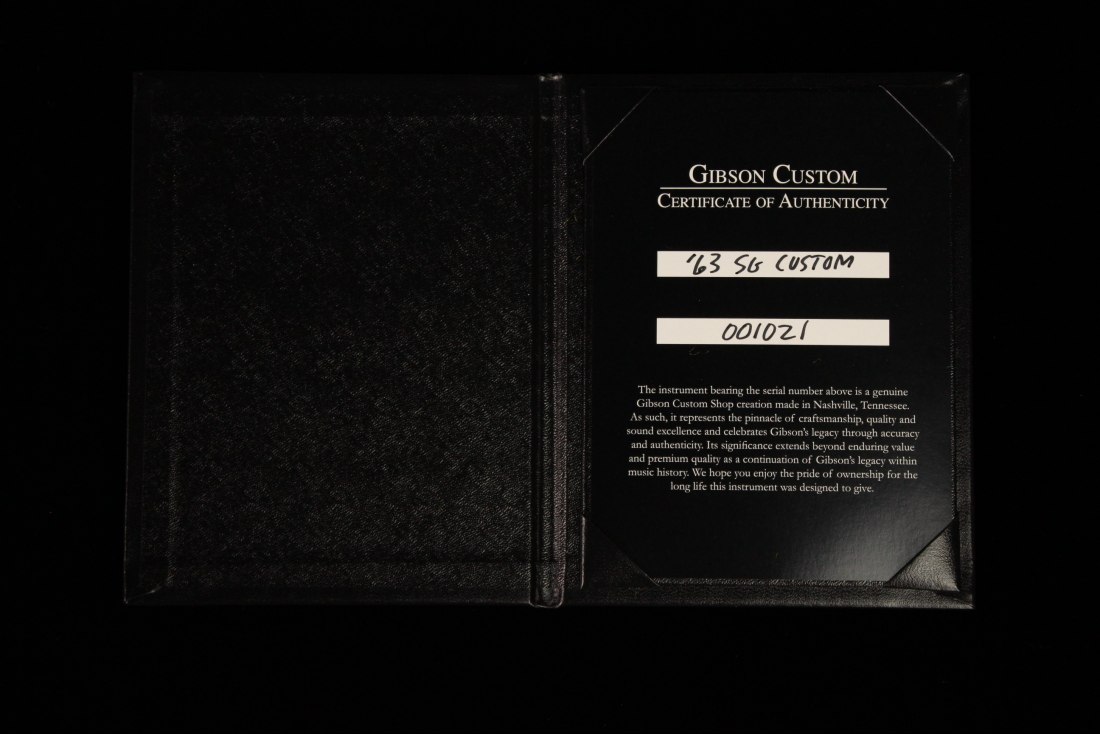 GIBSON CUSTOM
CERTIFICATE OF AUTHENTICITY
'63 SG CUSTOM
001021
The instrument bearing the serial number above is a genuine
Gibson Custom Shop creation made in Nashville, Tennessee.
As such, it represents the pinnacle of craftsmanship, quality and
sound excellence and celebrates Gibson's legacy through accuracy
and authenticity. Its significance extends beyond enduring value
and premium quality as a continuation of Gibson's legacy within
music history. We hope you enjoy the pride of ownership for the
long life this instrument was designed to give.